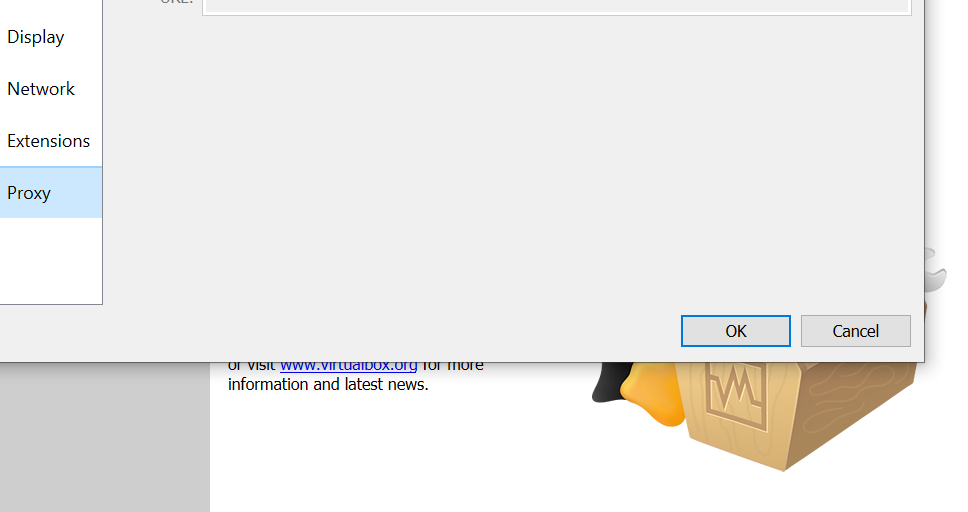 URL:
Display
Network
Extensions
Proxy
OK
Cancel
or visit www.virtualbox.org for more
information and latest news.